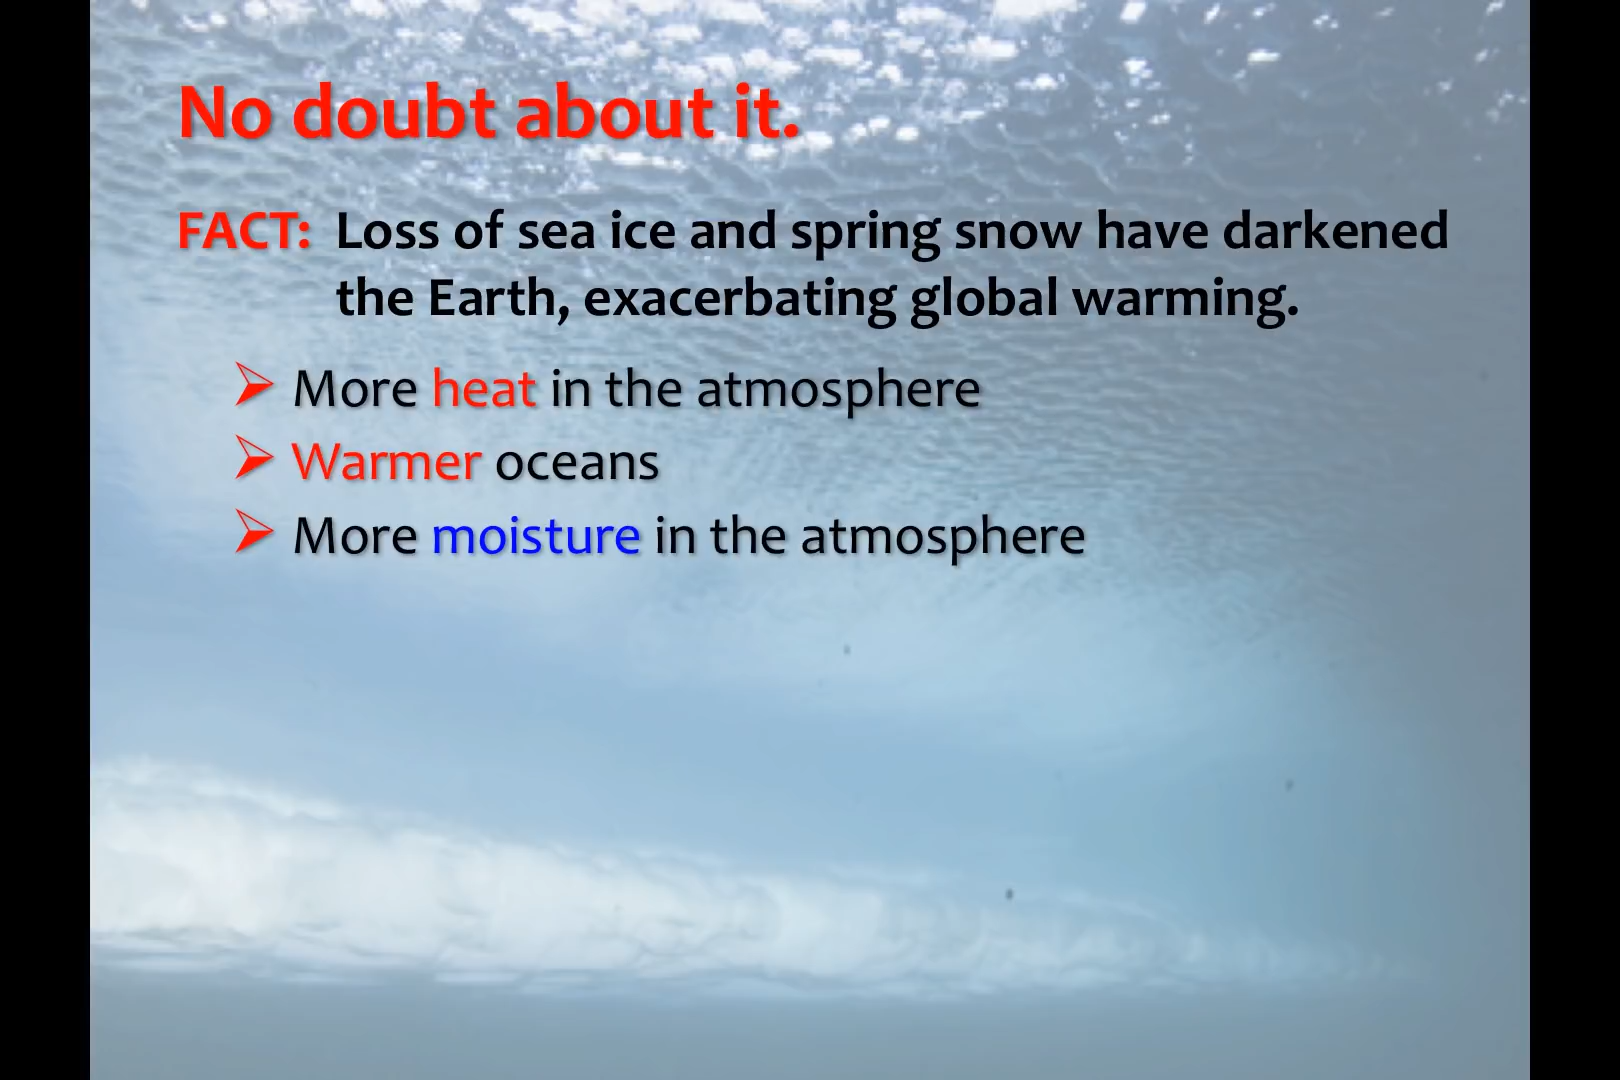 No doubt about it.
FACT: Loss of sea ice and spring snow have darkened
the Earth, exacerbating global warming.
More heat in the atmosphere
Warmer oceans
More moisture in the atmosphere